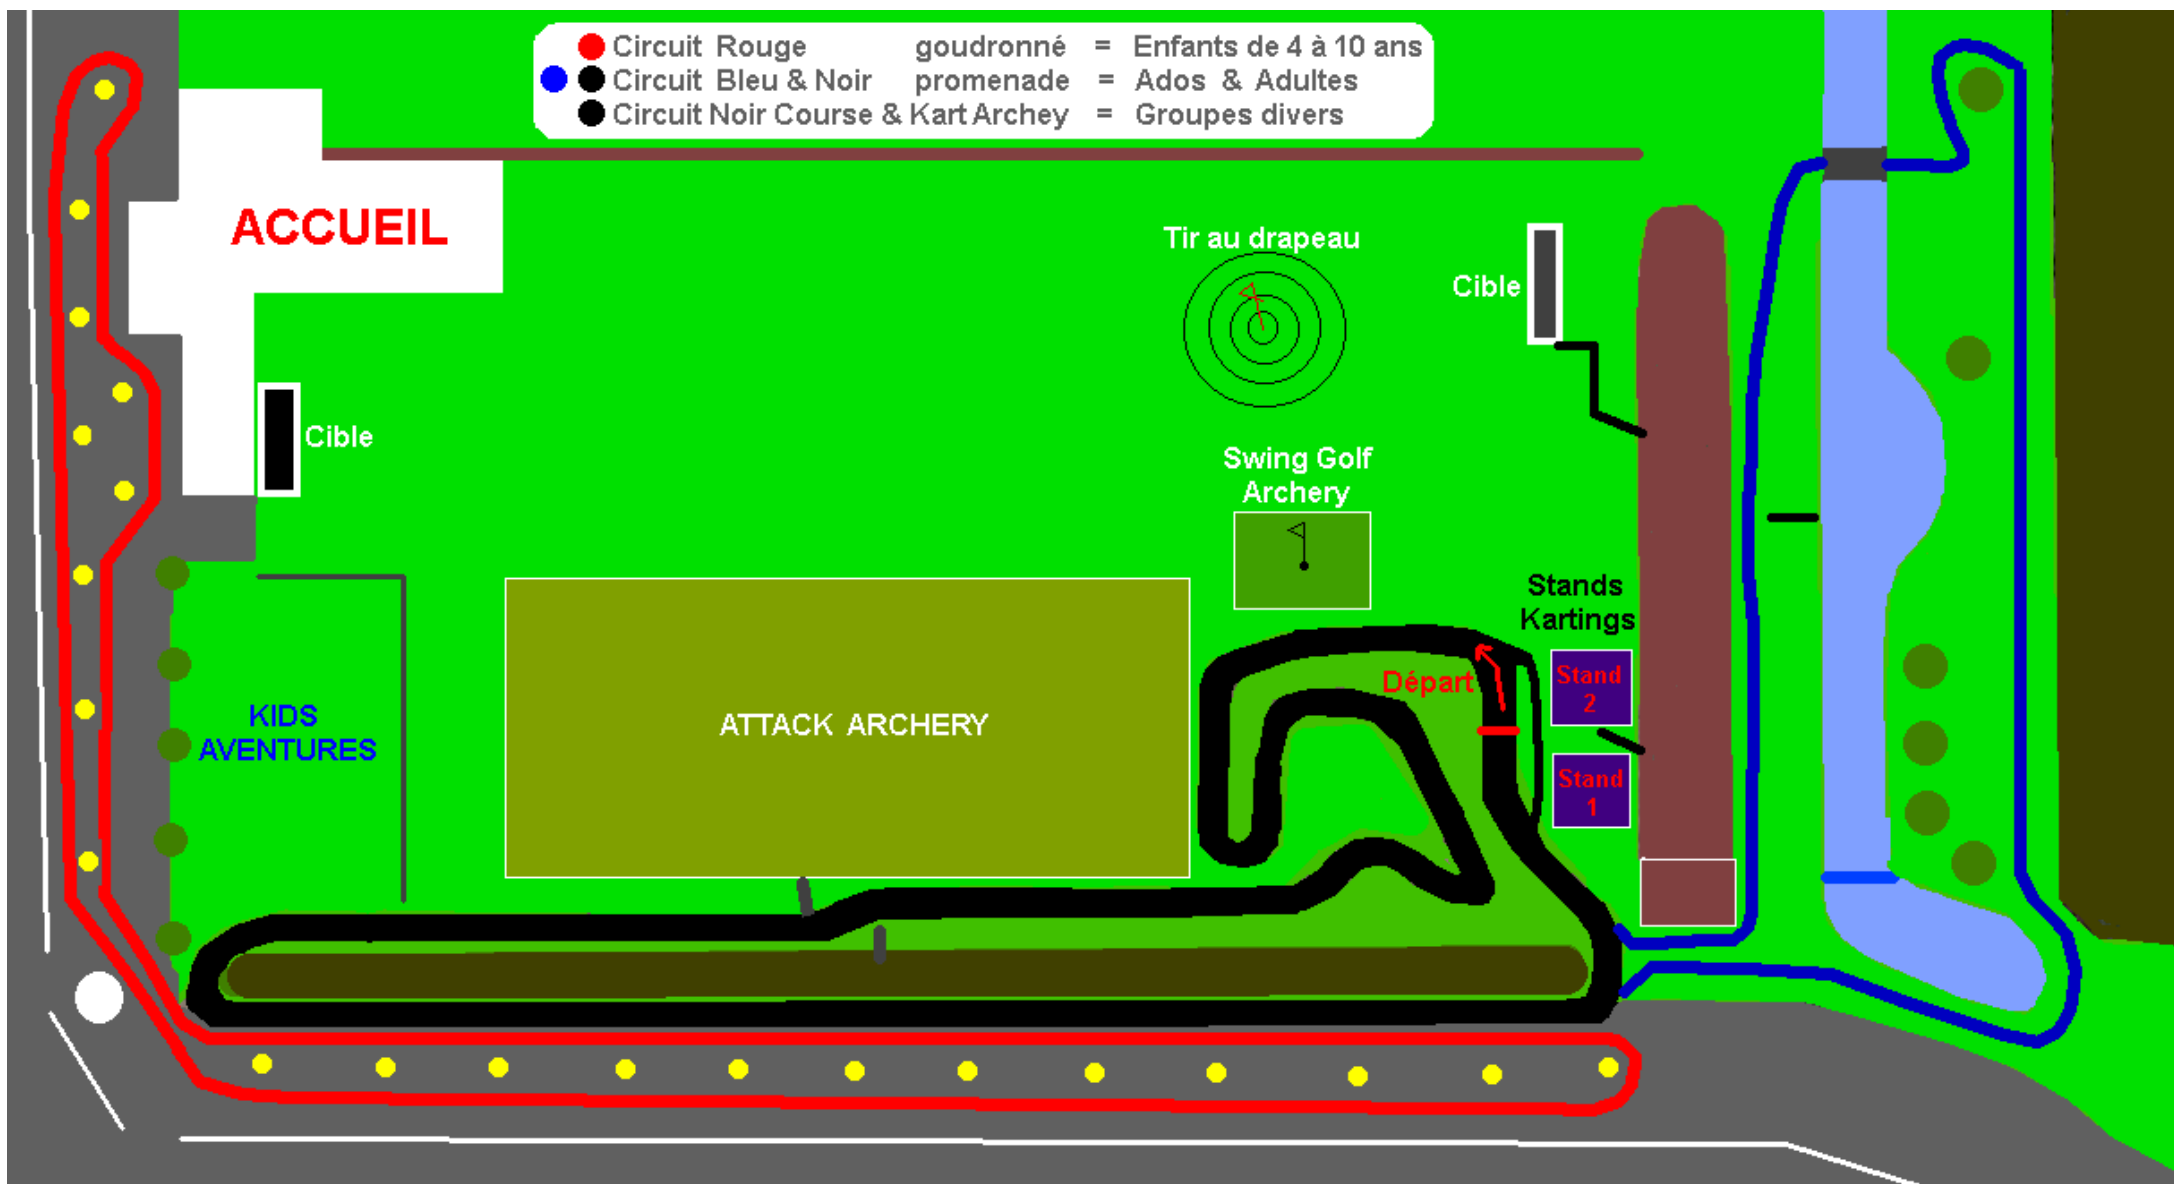 Circuit Rouge goudronné = Enfants de 4 à 10 ans
Circuit Bleu & Noir promenade = Ados & Adultes
Circuit Noir Course & Kart Archey = Groupes divers
ACCUEIL
Tir au drapeau
Cible
Cible
Swing Golf
Archery
Stands
Kartings
Stand
2
Départ
Stand
1
KIDS
AVENTURES
ATTACK ARCHERY